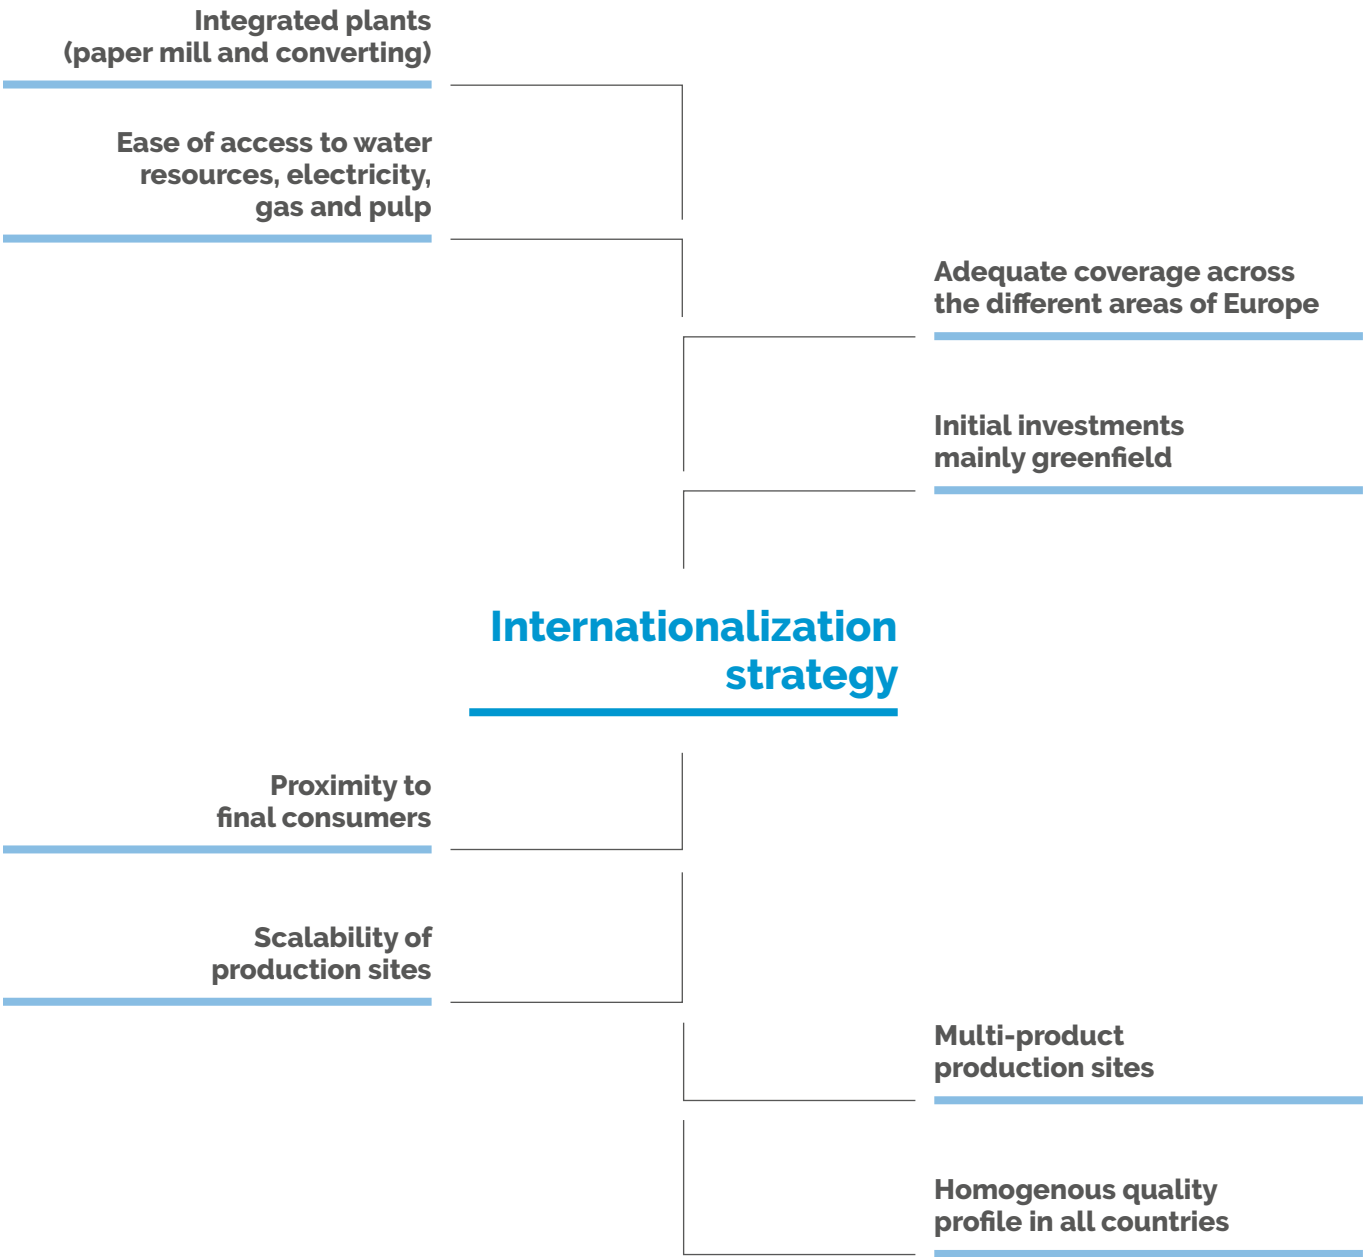 Integrated plants
(paper mill and converting)
Ease of access to water
resources, electricity,
gas and pulp
Adequate coverage across
the different areas of Europe
Initial investments
mainly greenfield
Internationalization
strategy
Proximity to
final consumers
Scalability of
production sites
Multi-product
production sites
Homogenous quality
profile in all countries